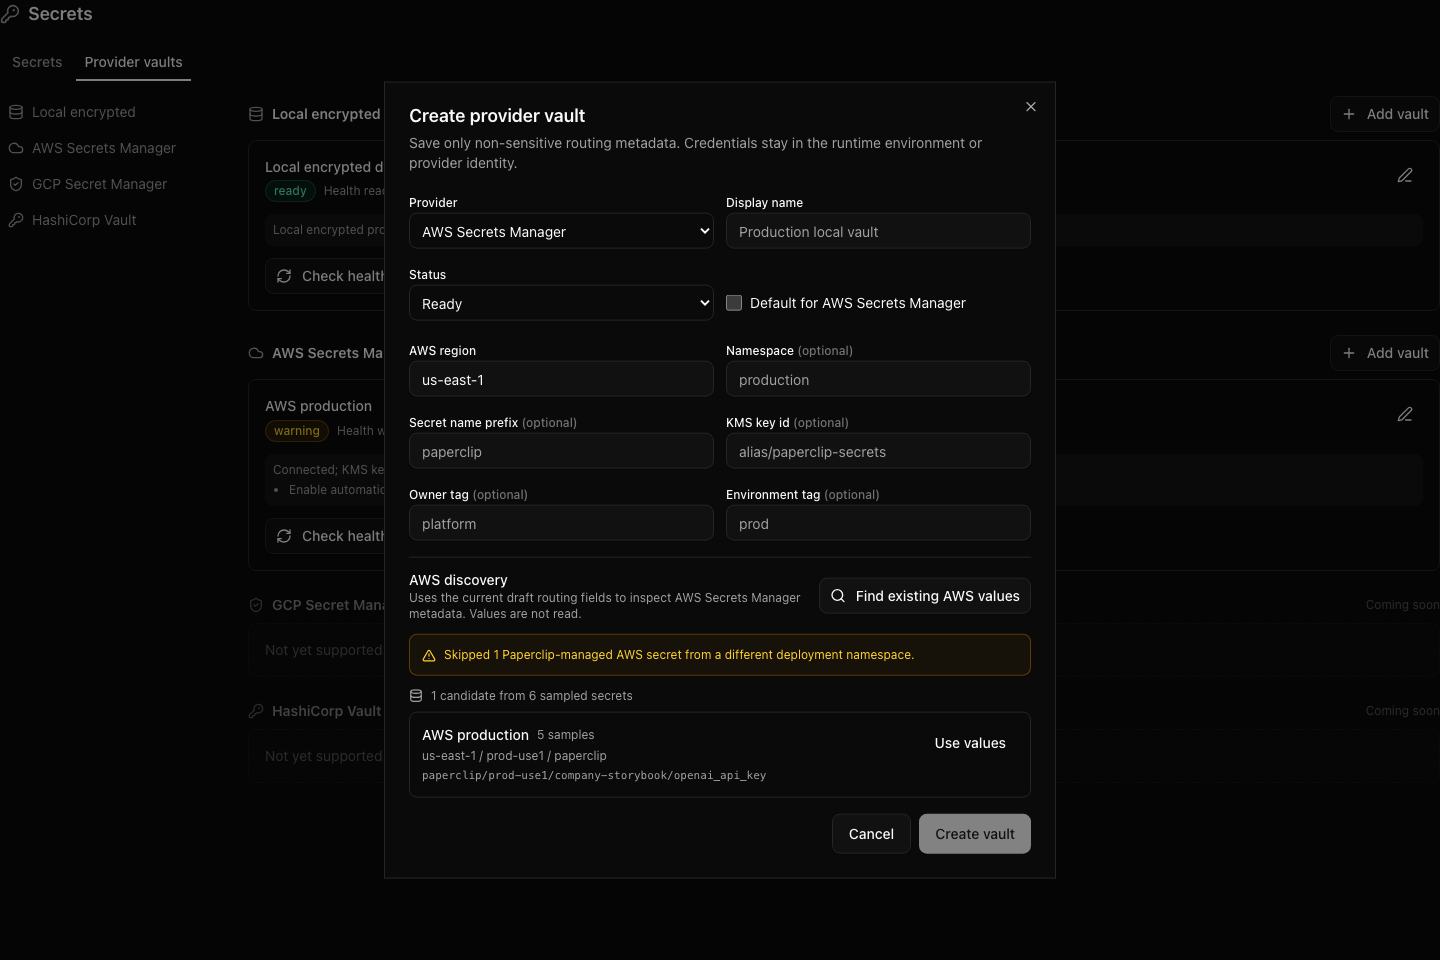 Secrets
Secrets
Provider vaults
Local encrypted
AWS Secrets Manager
GCP Secret Manager
HashiCorp Vault
Local encrypted
Add vault
Local encrypted d
ready
Health rea
Local encrypted pro
Check health
AWS Secrets Ma
Add vault
AWS production
warning
Health w
Connected; KMS ke
• Enable automatic
Check health
GCP Secret Mana
Coming soon
Not yet supported
HashiCorp Vault
Coming soon
Not yet supported
Create provider vault
Save only non-sensitive routing metadata. Credentials stay in the runtime environment or
provider identity.
Provider
Display name
AWS Secrets Manager
Production local vault
Status
Ready
Default for AWS Secrets Manager
AWS region
Namespace (optional)
us-east-1
production
Secret name prefix (optional)
KMS key id (optional)
paperclip
alias/paperclip-secrets
Owner tag (optional)
Environment tag (optional)
platform
prod
AWS discovery
Uses the current draft routing fields to inspect AWS Secrets Manager
metadata. Values are not read.
Find existing AWS values
Skipped 1 Paperclip-managed AWS secret from a different deployment namespace.
1 candidate from 6 sampled secrets
AWS production 5 samples
us-east-1 / prod-use1 / paperclip
paperclip/prod-use1/company-storybook/openai_api_key
Use values
Cancel
Create vault